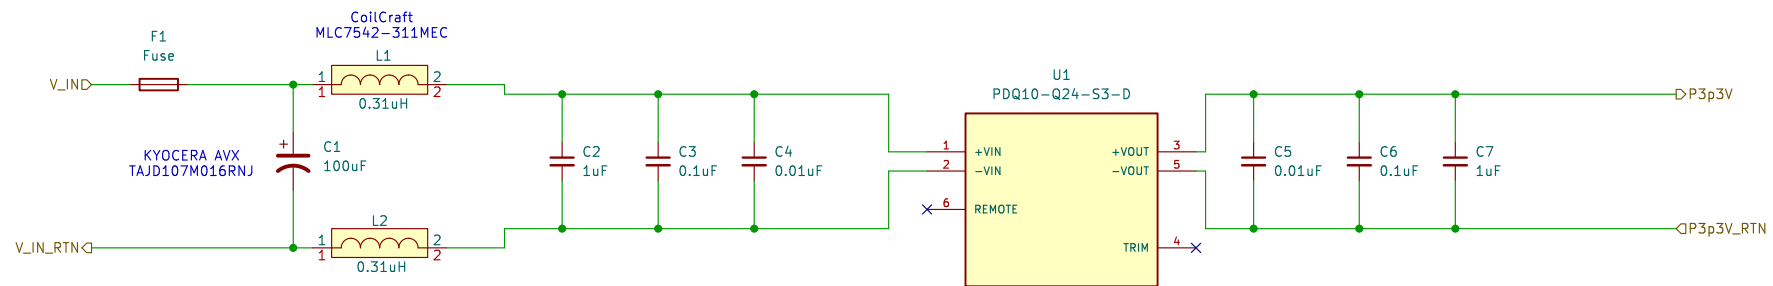 CoilCraft
MLC7542-311MEC
F1
Fuse
L1
V_IN
1
1
2
2
0.31uH
KYOCERA AVX
TAJD107M016RNJ
+
C1
100uF
L2
V_IN_RTN
1
1
2
2
0.31uH
C2
1uF
C3
0.1uF
C4
0.01uF
U1
PDQ10-Q24-S3-D
1
+VIN
2
-VIN
6
REMOTE
+VOUT
3
-VOUT
5
TRIM
4
C5
0.01uF
C6
0.1uF
C7
1uF
P3p3V
P3p3V_RTN